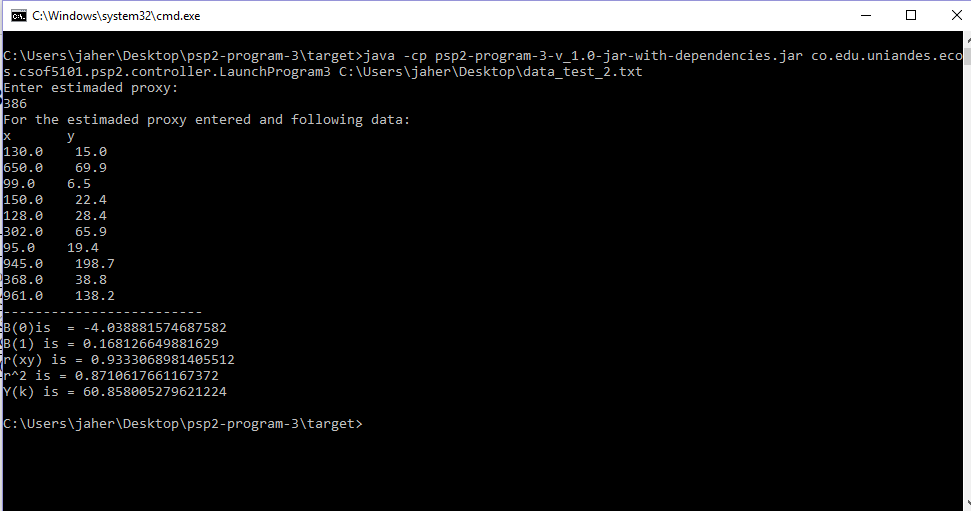 C:\Windows\system32\cmd.exe
C:\Users\jaher\Desktop\psp2-program-3\target>java -cp psp2-program-3-v_1.0-jar-with-dependencies.jar co.edu.uniandes.eco
s.csof5101.psp2.controller.LaunchProgram3 C:\Users\jaher\Desktop\data_test_2.txt
Enter estimaded proxy:
386
For the estimaded proxy entered and following data:
x y
130.0 15.0
650.0 69.9
99.0 6.5
150.0 22.4
128.0 28.4
302.0 65.9
95.0 19.4
945.0 198.7
368.0 38.8
961.0 138.2
-------------------------
B(0)is  = -4.038881574687582
B(1) is = 0.168126649881629
r(xy) is = 0.9333068981405512
r^2 is = 0.8710617661167372
Y(k) is = 60.858005279621224
C:\Users\jaher\Desktop\psp2-program-3\target>